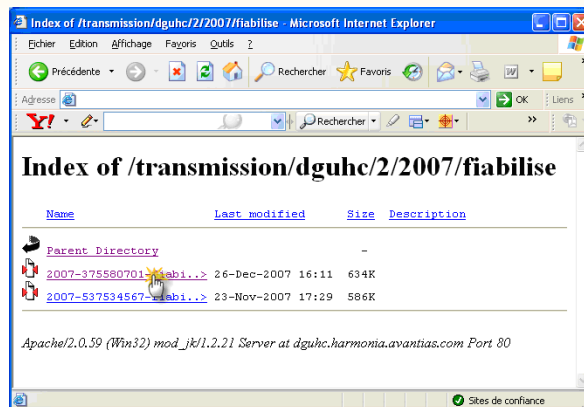 Index of /transmission/dguhc/2/2007/fiabilise - Microsoft Internet Explorer
Fichier Edition Affichage Favoris Outils ?
Précédente Rechercher Favoris
Adresse OK Liens »
Y! Rechercher »
Index of /transmission/dguhc/2/2007/fiabilise
Name Last modified Size Description
Parent Directory -
2007-375580701-fiabi..> 26-Dec-2007 16:11 634K
2007-537534567-fiabi..> 23-Nov-2007 17:29 586K
Apache/2.0.59 (Win32) mod_jk/1.2.21 Server at dguhc.harmonia.avantias.com Port 80
Sites de confiance